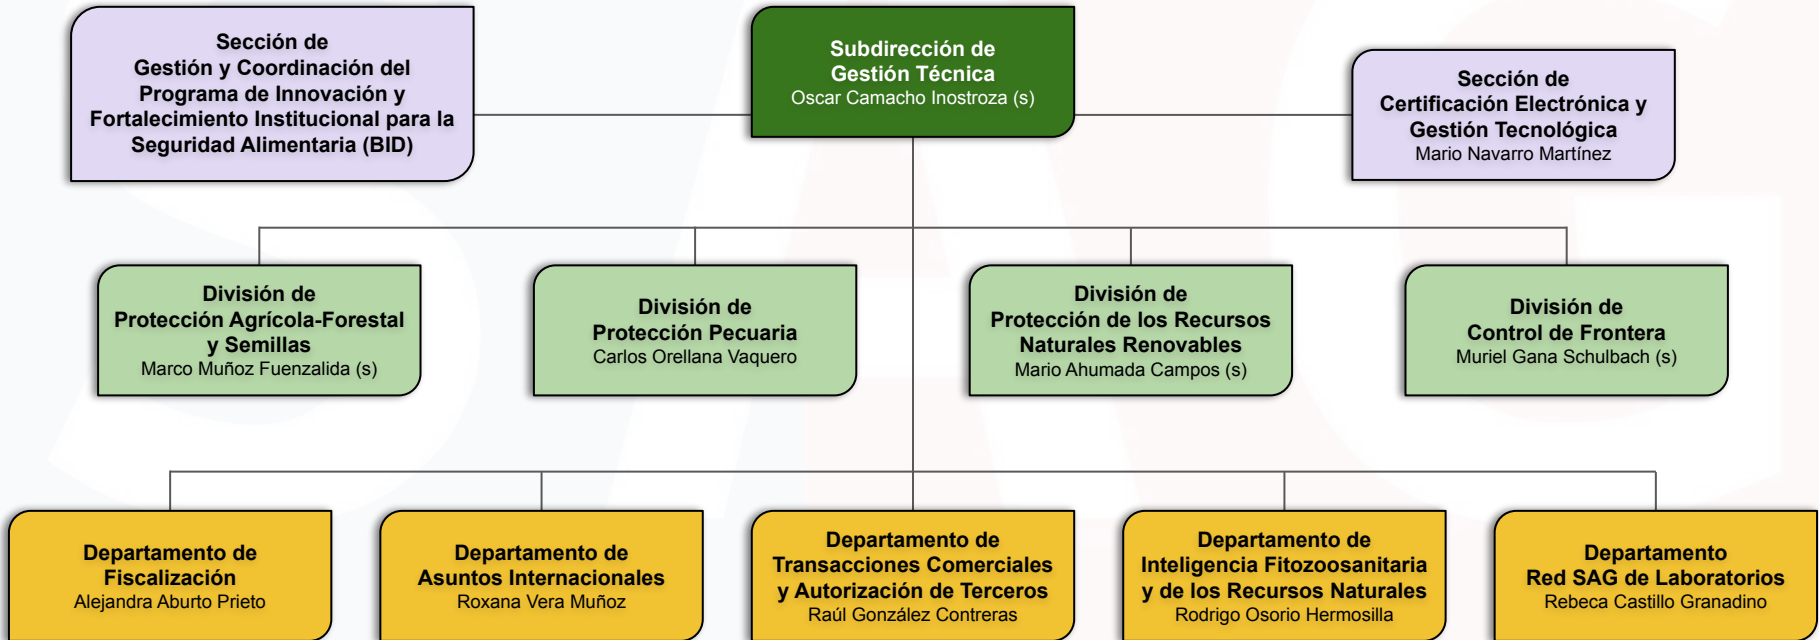 Sección de
Gestión y Coordinación del
Programa de Innovación y
Fortalecimiento Institucional para la
Seguridad Alimentaria (BID)
Subdirección de
Gestión Técnica
Oscar Camacho Inostroza (s)
Sección de
Certificación Electrónica y
Gestión Tecnológica
Mario Navarro Martínez
División de
Protección Agrícola-Forestal
y Semillas
Marco Muñoz Fuenzalida (s)
División de
Protección Pecuaria
Carlos Orellana Vaquero
División de
Protección de los Recursos
Naturales Renovables
Mario Ahumada Campos (s)
División de
Control de Frontera
Muriel Gana Schulbach (s)
Departamento de
Fiscalización
Alejandra Aburto Prieto
Departamento de
Asuntos Internacionales
Roxana Vera Muñoz
Departamento de
Transacciones Comerciales
y Autorización de Terceros
Raúl González Contreras
Departamento de
Inteligencia Fitozoosanitaria
y de los Recursos Naturales
Rodrigo Osorio Hermosilla
Departamento
Red SAG de Laboratorios
Rebeca Castillo Granadino
SAG